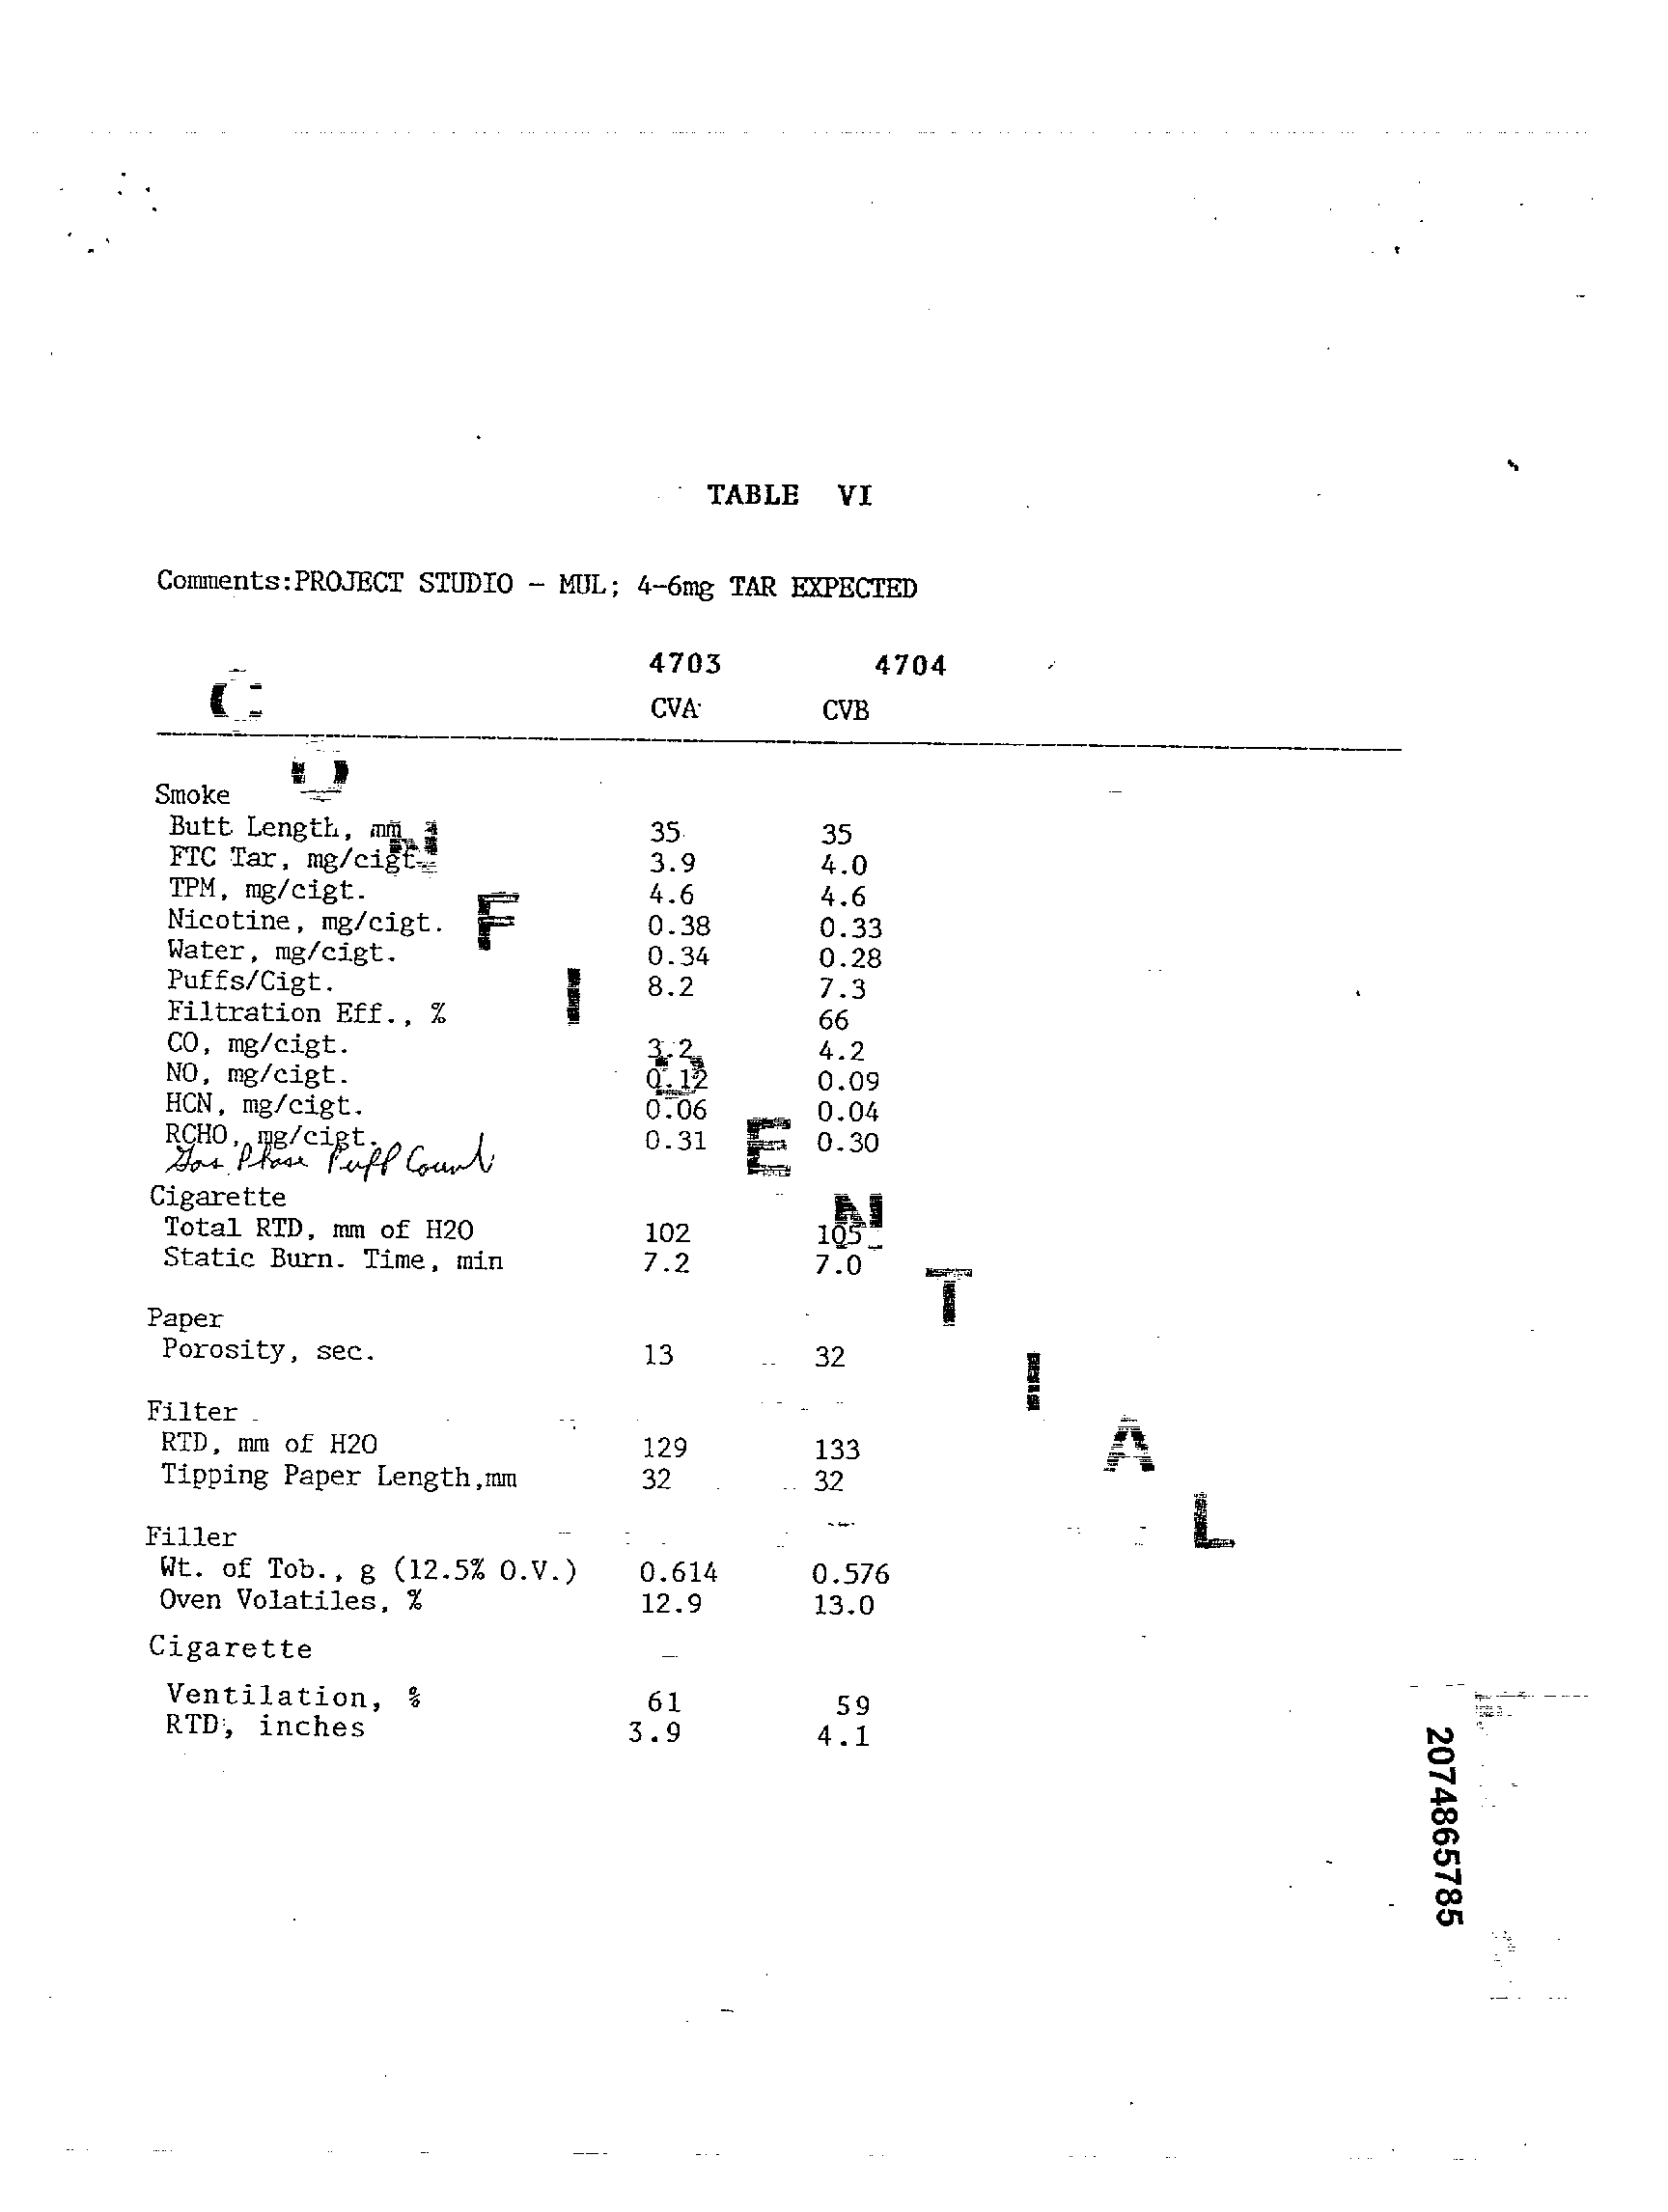 TABLE VI
Comments:PROJECT STUDIO - MUL; 4-6mg TAR EXPECTED
4703 4704
CVA CVB
CONFIDENTIAL
Smoke
Butt Length, mm 35 35
FTC Tar, mg/cigt. 3.9 4.0
TPM, mg/cigt. 4.6 4.6
Nicotine, mg/cigt. 0.38 0.33
Water, mg/cigt. 0.34 0.28
Puffs/Cigt. 8.2 7.3
Filtration Eff., % 66
CO, mg/cigt. 3.2 4.2
NO, mg/cigt. 0.12 0.09
HCN, mg/cigt. 0.06 0.04
RCHO, mg/cigt. 0.31 0.30
Gas Phase Puff Count
Cigarette
Total RTD, mm of H2O 102 105
Static Burn. Time, min 7.2 7.0
Paper
Porosity, sec. 13 32
Filter
RTD, mm of H2O 129 133
Tipping Paper Length,mm 32 32
Filler
Wt. of Tob., g (12.5% O.V.) 0.614 0.576
Oven Volatiles, % 12.9 13.0
Cigarette
Ventilation, % 61 59
RTD, inches 3.9 4.1
2074865785